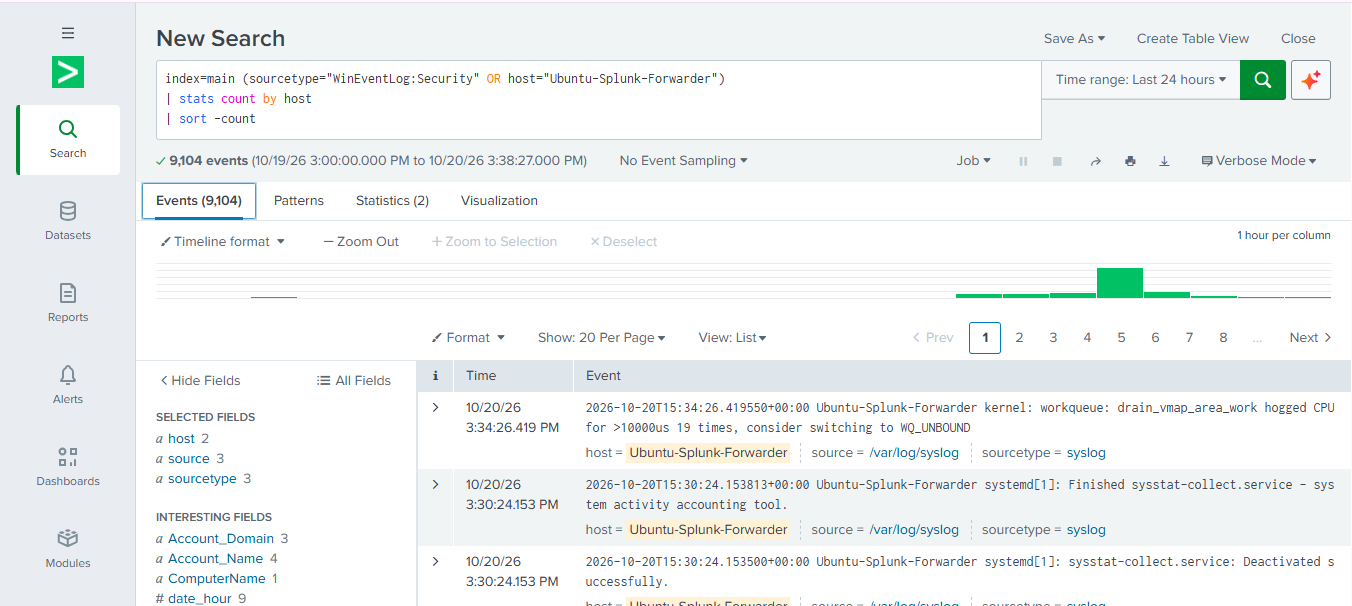 New Search
Save As
Create Table View
Close
index=main (sourcetype="WinEventLog:Security" OR host="Ubuntu-Splunk-Forwarder")
| stats count by host
| sort -count
Time range: Last 24 hours
9,104 events (10/19/26 3:00:00.000 PM to 10/20/26 3:38:27.000 PM)
No Event Sampling
Job
Verbose Mode
Search
Datasets
Reports
Alerts
Dashboards
Modules
Events (9,104)
Patterns
Statistics (2)
Visualization
Timeline format
— Zoom Out
+ Zoom to Selection
× Deselect
1 hour per column
Format
Show: 20 Per Page
View: List
< Prev
1
2
3
4
5
6
7
8
...
Next >
< Hide Fields
All Fields
SELECTED FIELDS
a host 2
a source 3
a sourcetype 3
INTERESTING FIELDS
a Account_Domain 3
a Account_Name 4
a ComputerName 1
# date_hour 9
i
Time
Event
>
10/20/26
3:34:26.419 PM
2026-10-20T15:34:26.419550+00:00 Ubuntu-Splunk-Forwarder kernel: workqueue: drain_vmap_area_work hogged CPU
for >10000us 19 times, consider switching to WQ_UNBOUND
host = Ubuntu-Splunk-Forwarder
source = /var/log/syslog
sourcetype = syslog
>
10/20/26
3:30:24.153 PM
2026-10-20T15:30:24.153813+00:00 Ubuntu-Splunk-Forwarder systemd[1]: Finished sysstat-collect.service - sys
tem activity accounting tool.
host = Ubuntu-Splunk-Forwarder
source = /var/log/syslog
sourcetype = syslog
>
10/20/26
3:30:24.153 PM
2026-10-20T15:30:24.153500+00:00 Ubuntu-Splunk-Forwarder systemd[1]: sysstat-collect.service: Deactivated s
uccessfully.
host = Ubuntu-Splunk-Forwarder
source = /var/log/syslog
sourcetype = syslog